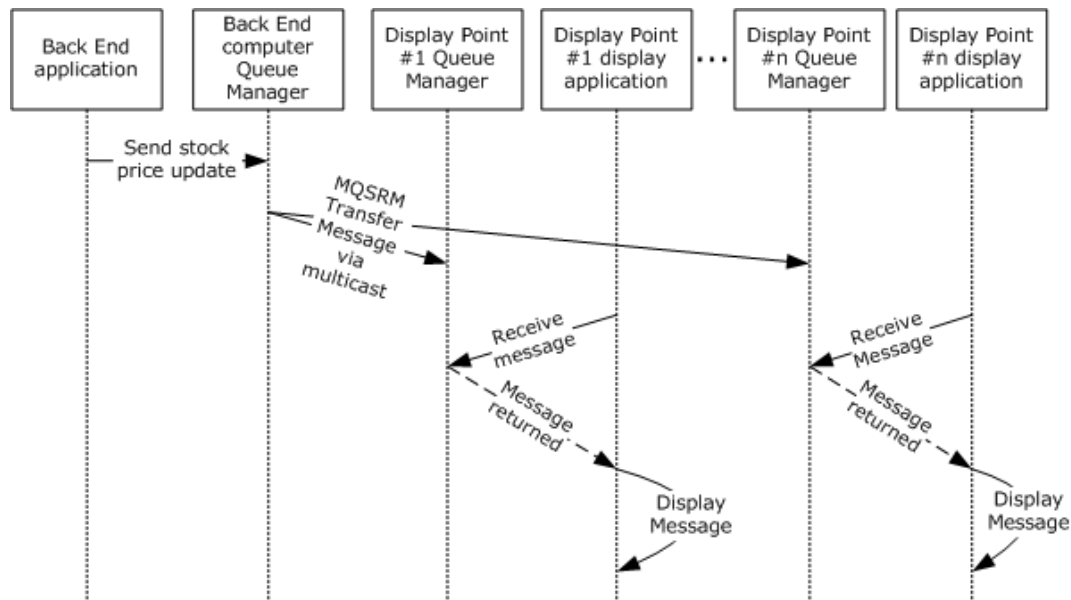 Back End
application
Back End
computer
Queue
Manager
Display Point
#1 Queue
Manager
Display Point
#1 display
application
...
Display Point
#n Queue
Manager
Display Point
#n display
application
Send stock
price update
MQSRM
Transfer
Message
via
multicast
Receive
message
Message
returned
Display
Message
Receive
Message
Message
returned
Display
Message